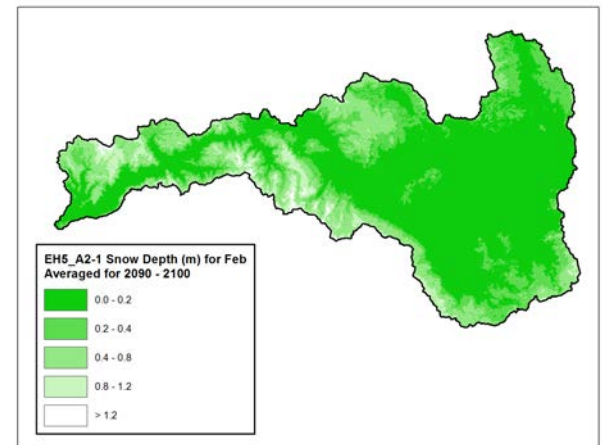 EH5_A2-1 Snow Depth (m) for Feb
Averaged for 2090 - 2100
0.0 - 0.2
0.2 - 0.4
0.4 - 0.8
0.8 - 1.2
> 1.2